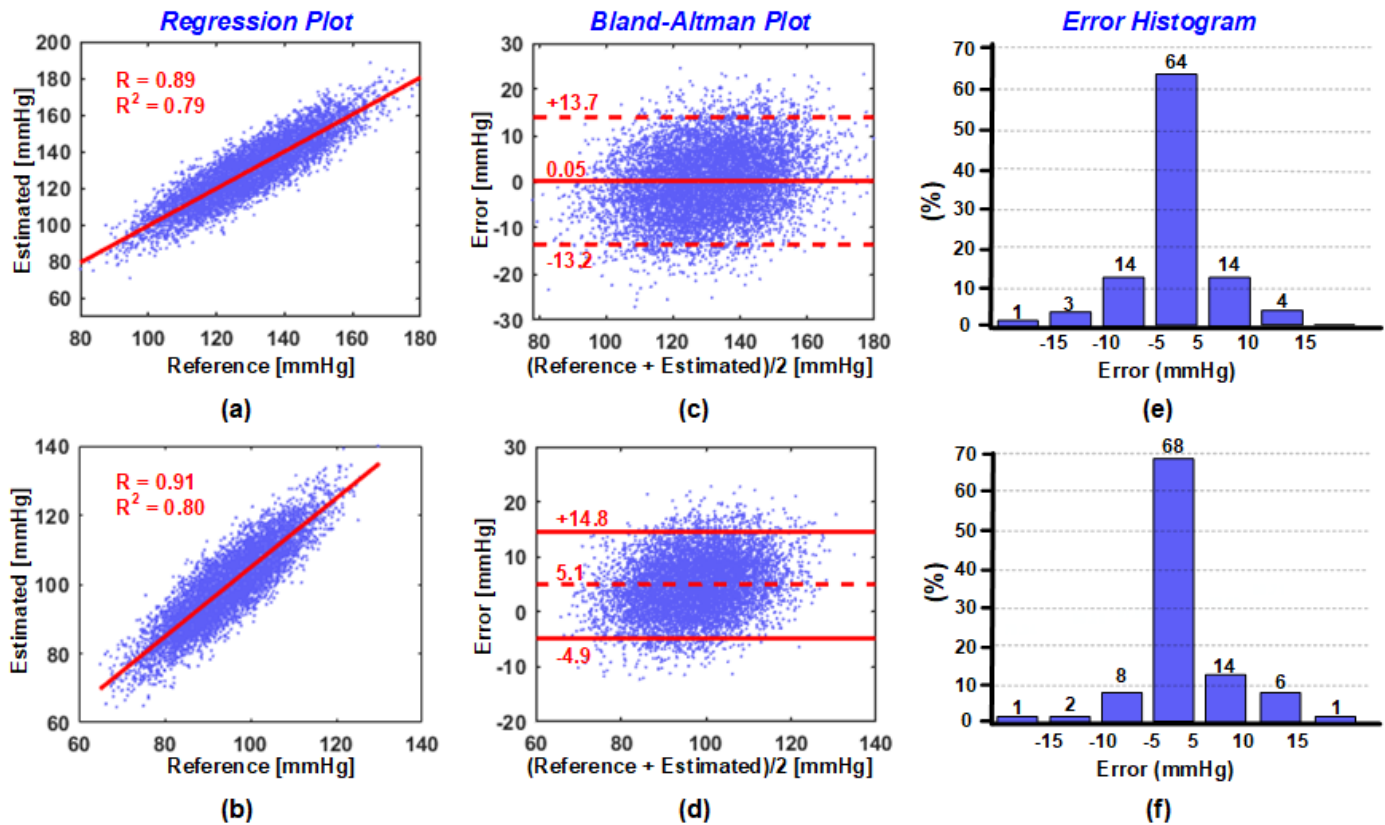 Regression Plot
Bland-Altman Plot
Error Histogram
R = 0.89
R² = 0.79
Estimated [mmHg]
200
180
160
140
120
100
80
60
80 100 120 140 160 180
Reference [mmHg]
(a)
+13.7
0.05
-13.2
Error [mmHg]
30
20
10
0
-10
-20
-30
80 100 120 140 160 180
(Reference + Estimated)/2 [mmHg]
(c)
(%)
70
60
50
40
30
20
10
0
1 3 14 64 14 4
-15 -10 -5 5 10 15
Error (mmHg)
(e)
R = 0.91
R² = 0.80
Estimated [mmHg]
140
120
100
80
60
60 80 100 120 140
Reference [mmHg]
(b)
+14.8
5.1
-4.9
Error [mmHg]
30
20
10
0
-10
-20
60 80 100 120 140
(Reference + Estimated)/2 [mmHg]
(d)
(%)
70
60
50
40
30
20
10
0
1 2 8 68 14 6 1
-15 -10 -5 5 10 15
Error (mmHg)
(f)